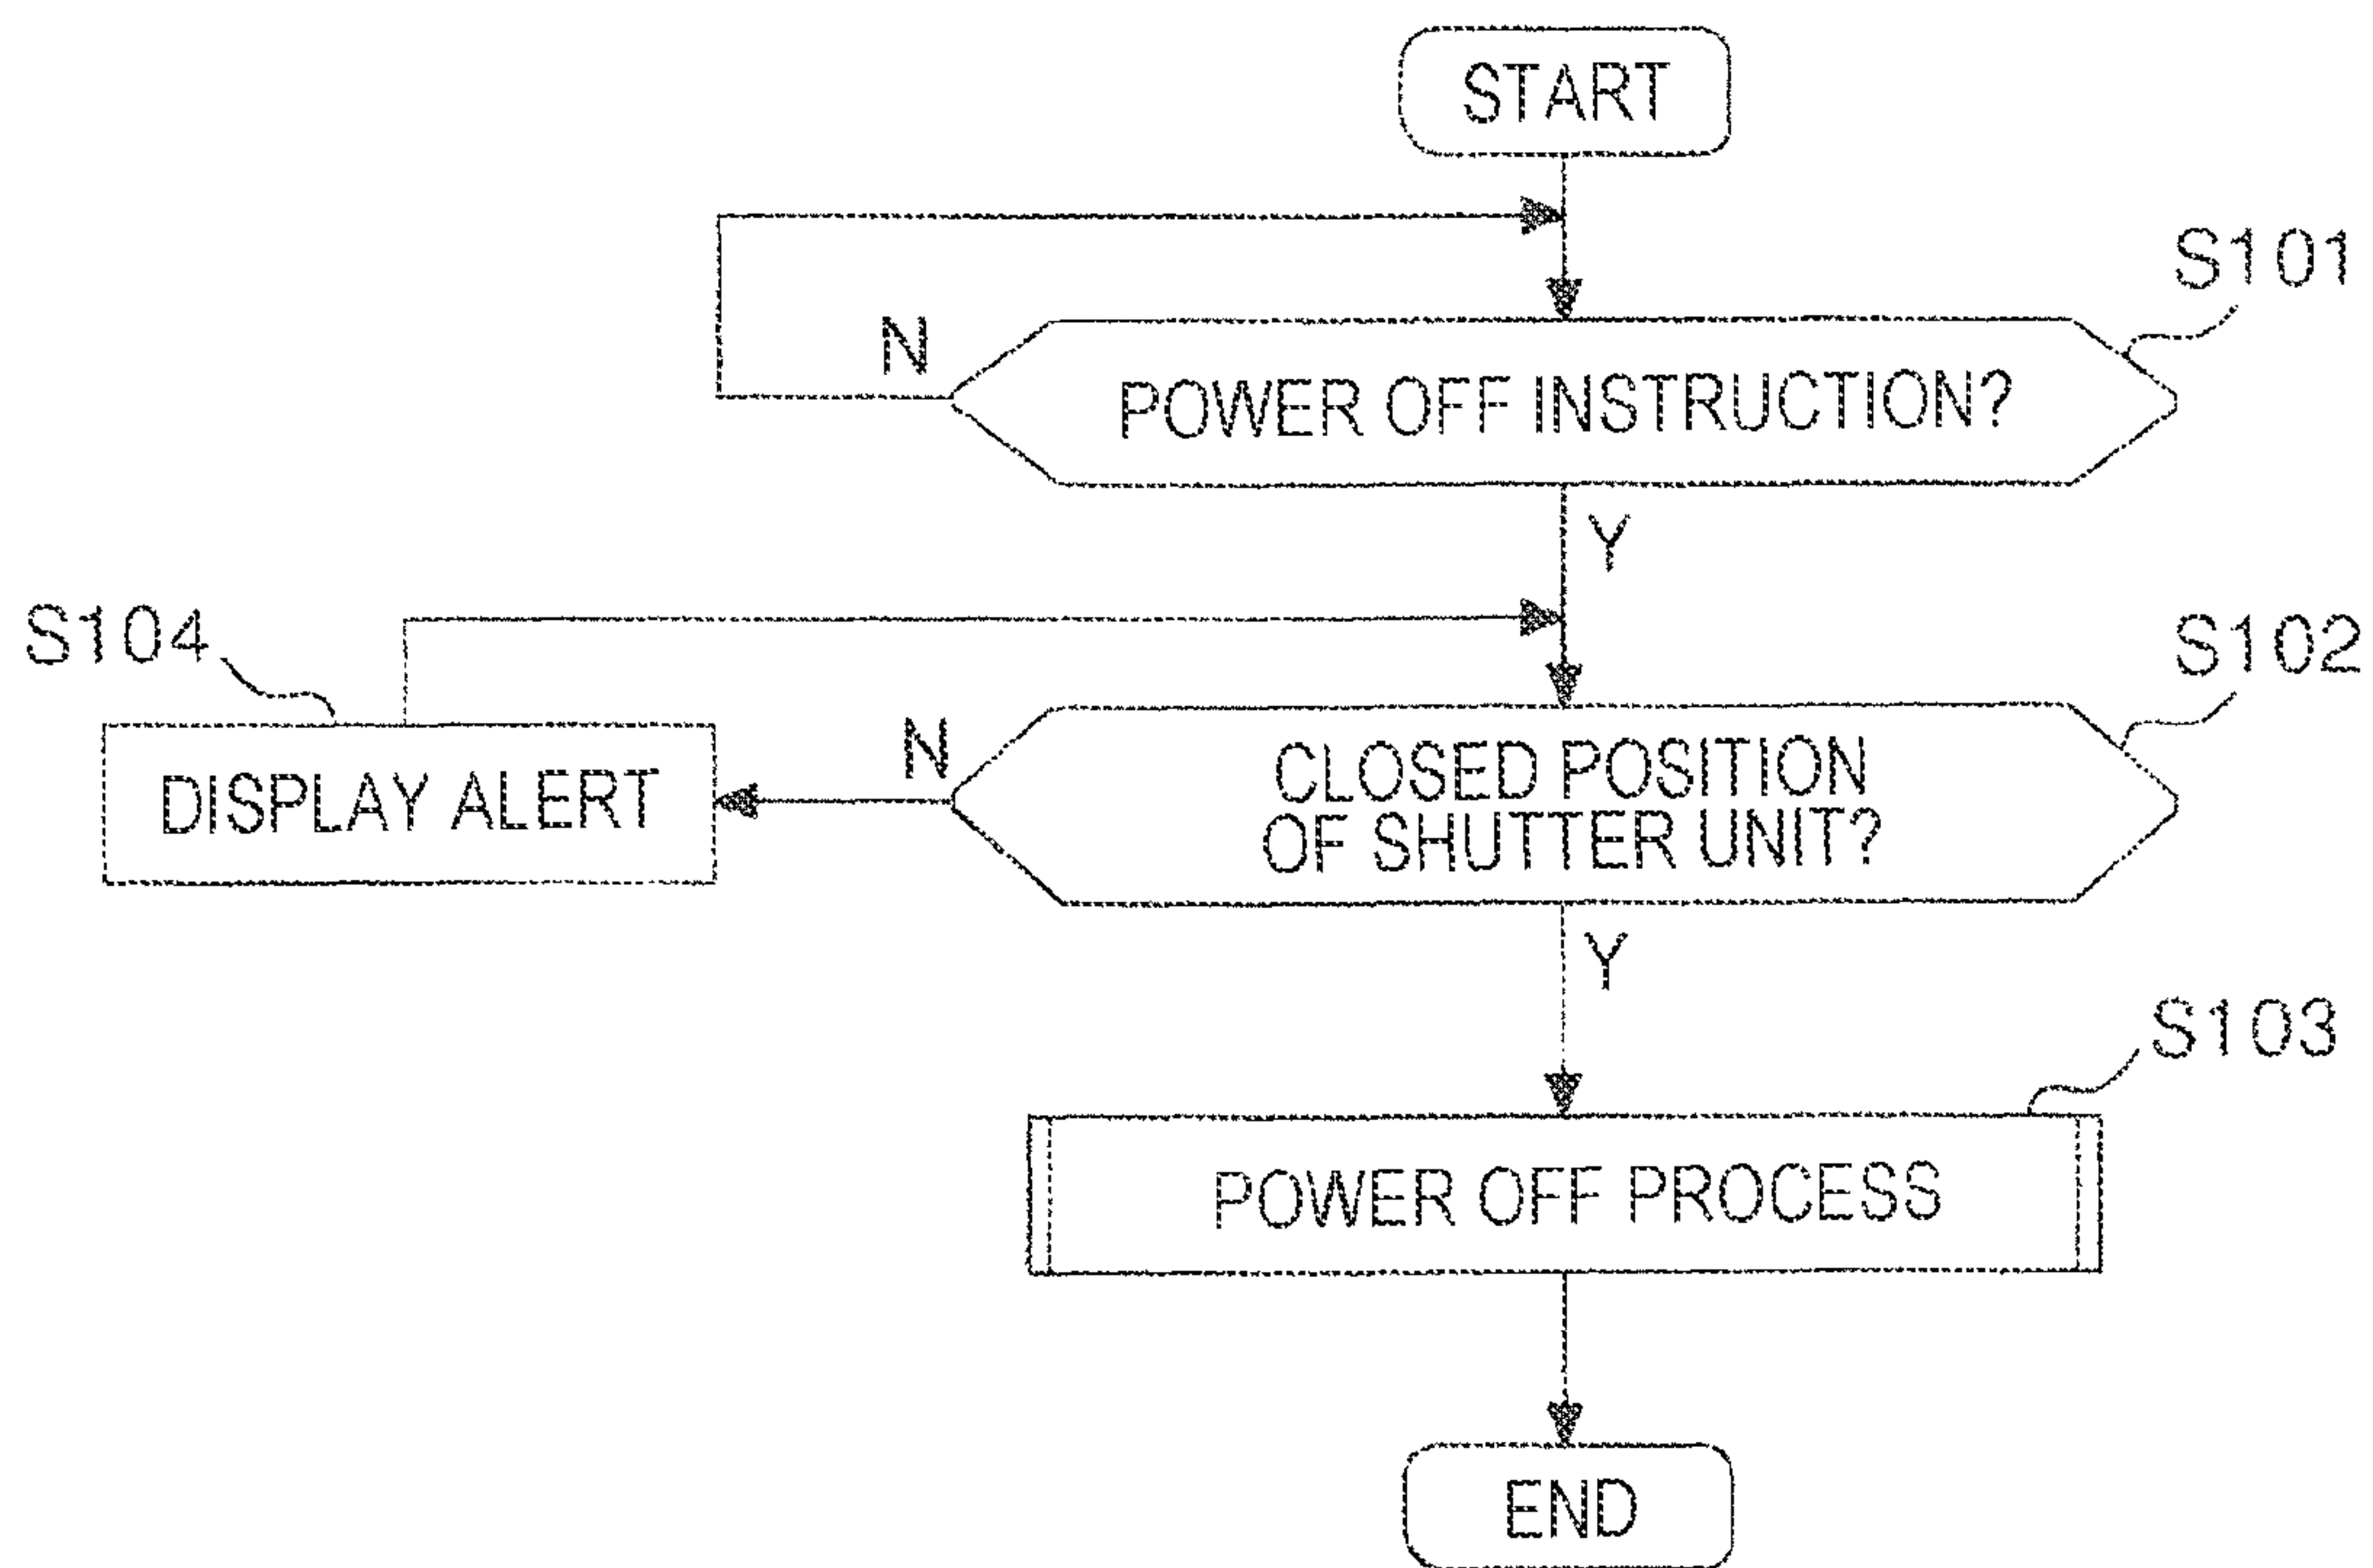 START
S101
N
POWER OFF INSTRUCTION?
Y
S104
S102
N
DISPLAY ALERT
CLOSED POSITION
OF SHUTTER UNIT?
Y
S103
POWER OFF PROCESS
END